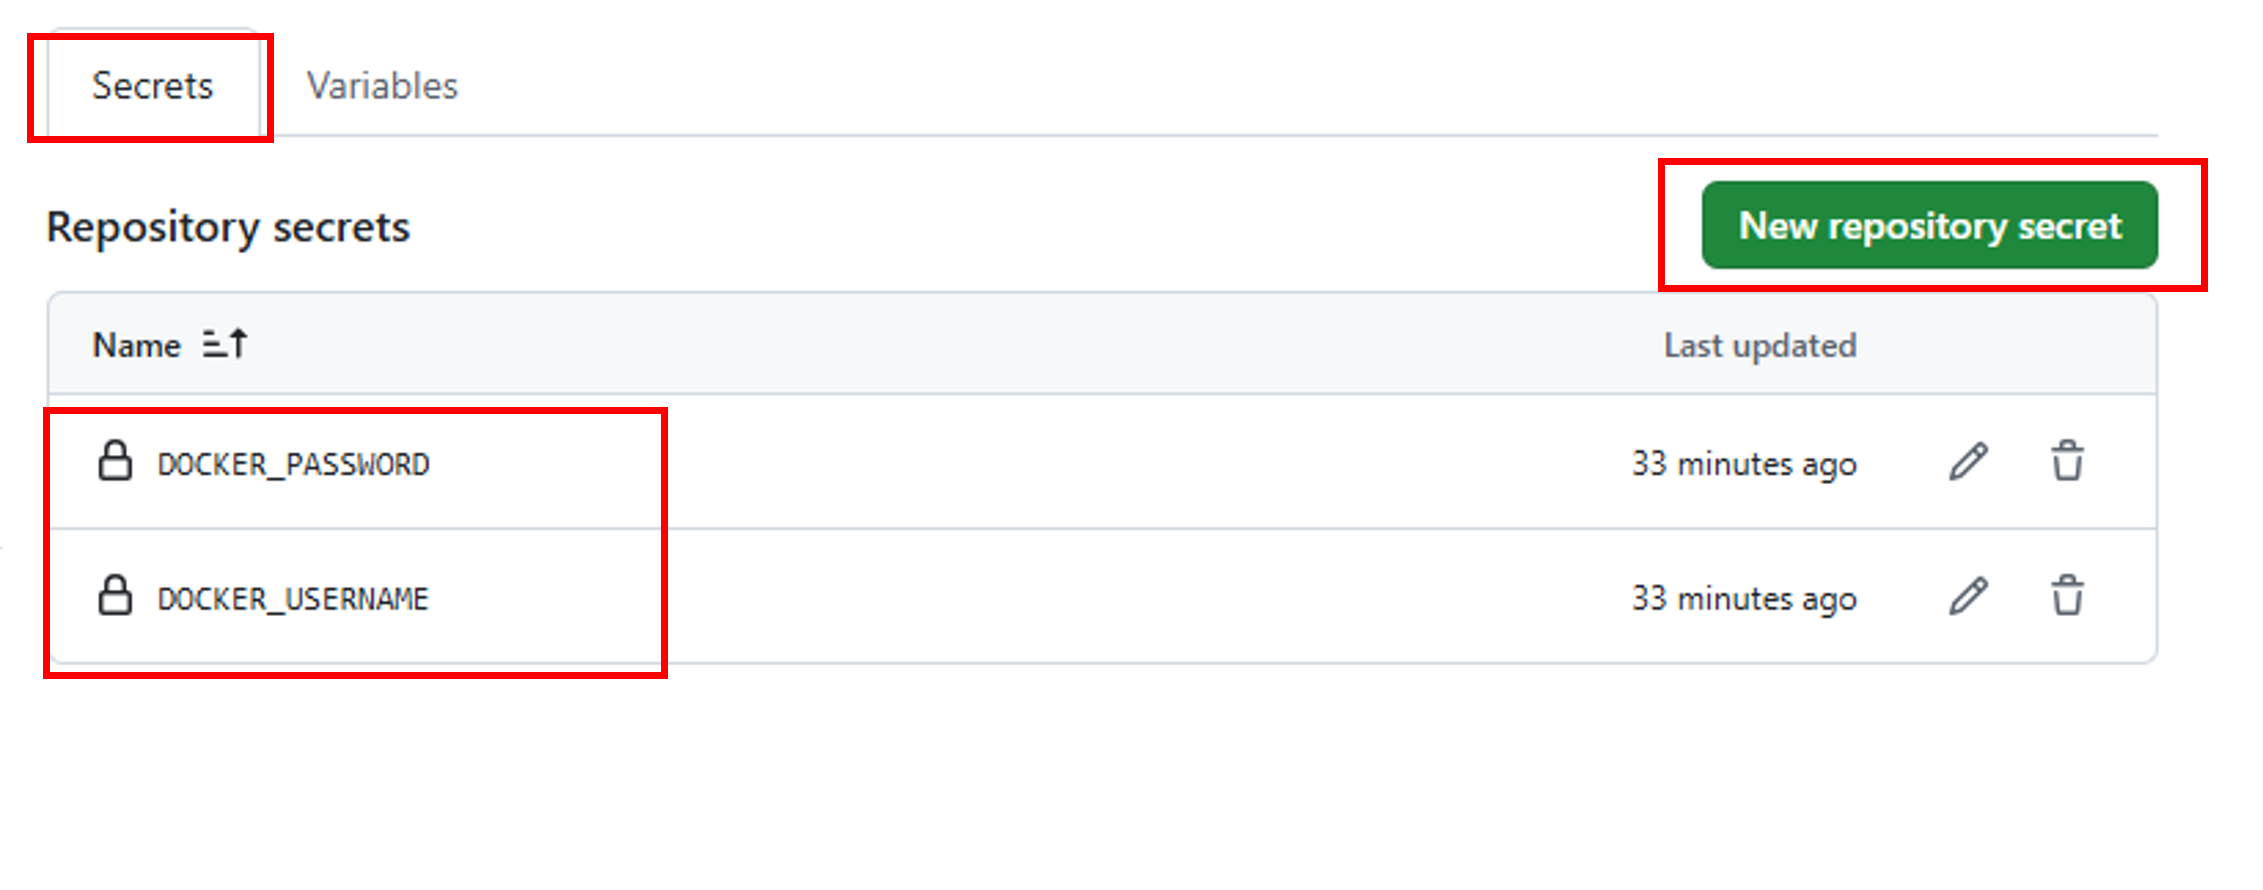 Secrets Variables
Repository secrets New repository secret
Name Last updated
DOCKER_PASSWORD 33 minutes ago
DOCKER_USERNAME 33 minutes ago